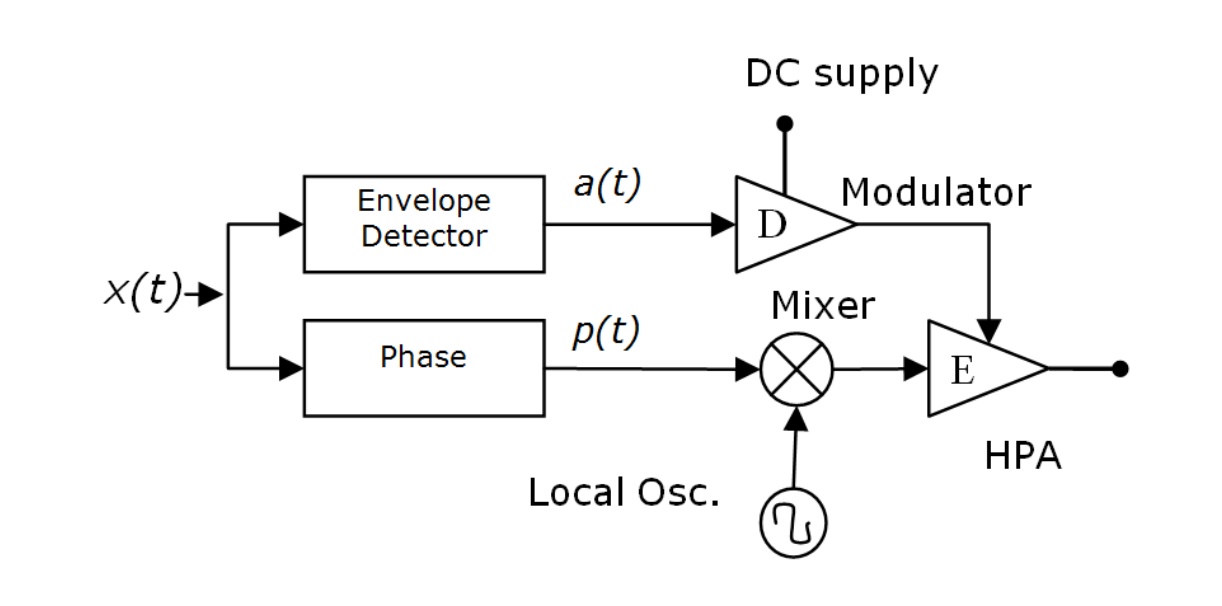 DC supply
a(t)
Modulator
Envelope
Detector
D
x(t)
Mixer
p(t)
Phase
E
HPA
Local Osc.